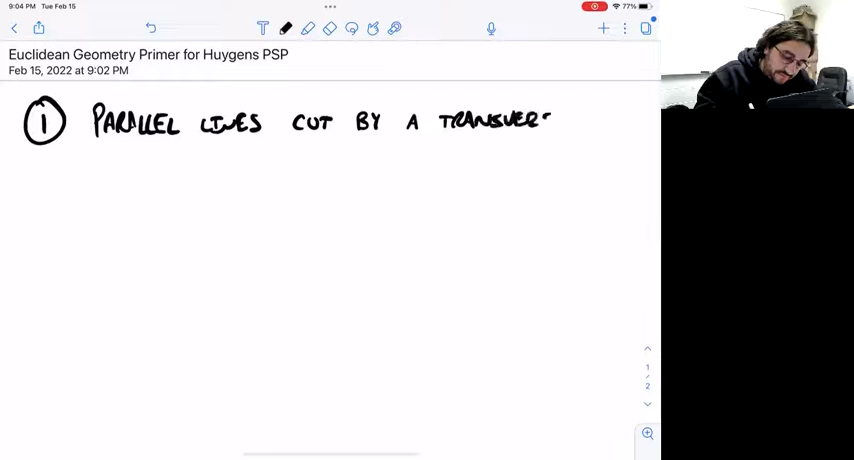 9:04 PM Tue Feb 15
77%
Euclidean Geometry Primer for Huygens PSP
Feb 15, 2022 at 9:02 PM
1 PARALLEL LINES CUT BY A TRANSVER
1
/
2